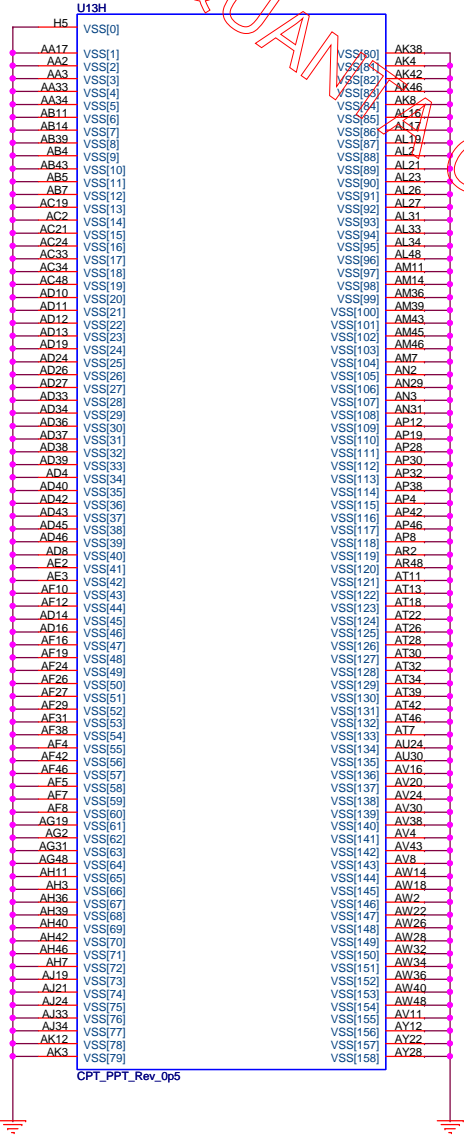 U13H
H5 VSS[0]
AA17 VSS[1] VSS[80] AK38
AA2 VSS[2] VSS[81] AK4
AA3 VSS[3] VSS[82] AK42
AA33 VSS[4] VSS[83] AK46
AA34 VSS[5] VSS[84] AK8
AB11 VSS[6] VSS[85] AL16
AB14 VSS[7] VSS[86] AL17
AB39 VSS[8] VSS[87] AL19
AB4 VSS[9] VSS[88] AL2
AB43 VSS[10] VSS[89] AL21
AB5 VSS[11] VSS[90] AL23
AB7 VSS[12] VSS[91] AL26
AC19 VSS[13] VSS[92] AL27
AC2 VSS[14] VSS[93] AL31
AC21 VSS[15] VSS[94] AL33
AC24 VSS[16] VSS[95] AL34
AC33 VSS[17] VSS[96] AL48
AC34 VSS[18] VSS[97] AM11
AC48 VSS[19] VSS[98] AM14
AD10 VSS[20] VSS[99] AM36
AD11 VSS[21] VSS[100] AM39
AD12 VSS[22] VSS[101] AM43
AD13 VSS[23] VSS[102] AM45
AD19 VSS[24] VSS[103] AM46
AD24 VSS[25] VSS[104] AM7
AD26 VSS[26] VSS[105] AN2
AD27 VSS[27] VSS[106] AN29
AD33 VSS[28] VSS[107] AN3
AD34 VSS[29] VSS[108] AN31
AD36 VSS[30] VSS[109] AP12
AD37 VSS[31] VSS[110] AP19
AD38 VSS[32] VSS[111] AP28
AD39 VSS[33] VSS[112] AP30
AD4 VSS[34] VSS[113] AP32
AD40 VSS[35] VSS[114] AP38
AD42 VSS[36] VSS[115] AP4
AD43 VSS[37] VSS[116] AP42
AD45 VSS[38] VSS[117] AP46
AD46 VSS[39] VSS[118] AP8
AD8 VSS[40] VSS[119] AR2
AE2 VSS[41] VSS[120] AR48
AE3 VSS[42] VSS[121] AT11
AF10 VSS[43] VSS[122] AT13
AF12 VSS[44] VSS[123] AT18
AD14 VSS[45] VSS[124] AT22
AD16 VSS[46] VSS[125] AT26
AF16 VSS[47] VSS[126] AT28
AF19 VSS[48] VSS[127] AT30
AF24 VSS[49] VSS[128] AT32
AF26 VSS[50] VSS[129] AT34
AF27 VSS[51] VSS[130] AT39
AF29 VSS[52] VSS[131] AT42
AF31 VSS[53] VSS[132] AT46
AF38 VSS[54] VSS[133] AT7
AF4 VSS[55] VSS[134] AU24
AF42 VSS[56] VSS[135] AU30
AF46 VSS[57] VSS[136] AV16
AF5 VSS[58] VSS[137] AV20
AF7 VSS[59] VSS[138] AV24
AF8 VSS[60] VSS[139] AV30
AG19 VSS[61] VSS[140] AV38
AG2 VSS[62] VSS[141] AV4
AG31 VSS[63] VSS[142] AV43
AG48 VSS[64] VSS[143] AV8
AH11 VSS[65] VSS[144] AW14
AH3 VSS[66] VSS[145] AW18
AH36 VSS[67] VSS[146] AW2
AH39 VSS[68] VSS[147] AW22
AH40 VSS[69] VSS[148] AW26
AH42 VSS[70] VSS[149] AW28
AH46 VSS[71] VSS[150] AW32
AH7 VSS[72] VSS[151] AW34
AJ19 VSS[73] VSS[152] AW36
AJ21 VSS[74] VSS[153] AW40
AJ24 VSS[75] VSS[154] AW48
AJ33 VSS[76] VSS[155] AV11
AJ34 VSS[77] VSS[156] AY12
AK12 VSS[78] VSS[157] AY22
AK3 VSS[79] VSS[158] AY28
CPT_PPT_Rev_0p5